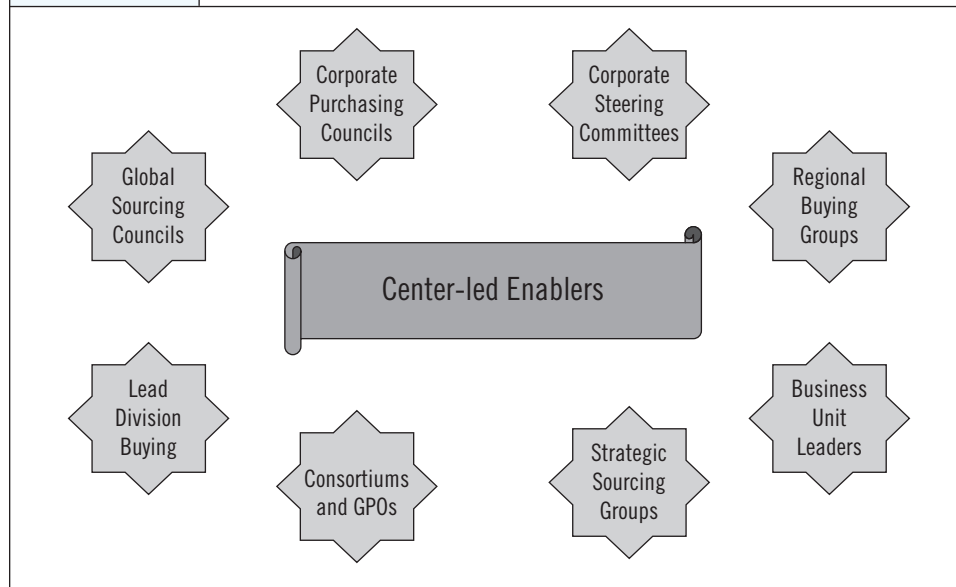 Corporate
Purchasing
Councils
Corporate
Steering
Committees
Global
Sourcing
Councils
Regional
Buying
Groups
Center-led Enablers
Lead
Division
Buying
Business
Unit
Leaders
Consortiums
and GPOs
Strategic
Sourcing
Groups